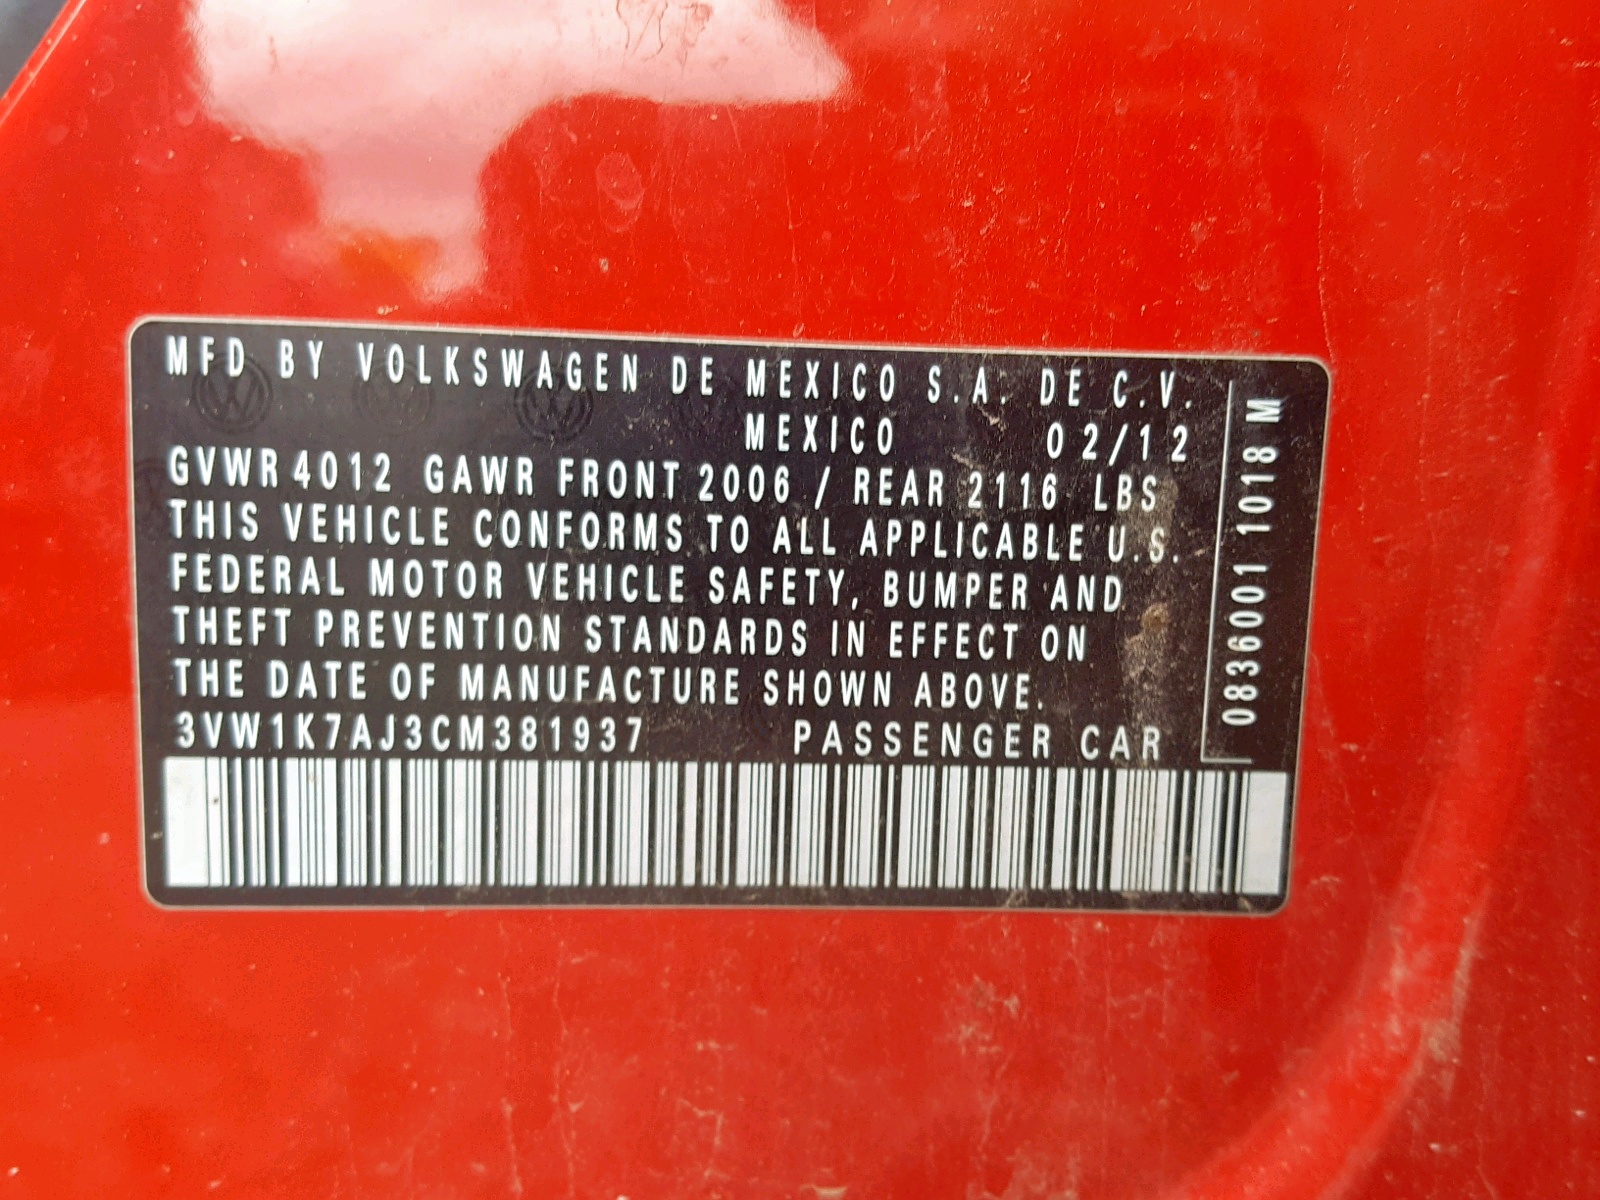 MFD BY VOLKSWAGEN DE MEXICO S.A. DE C.V.
MEXICO 02/12
GVWR 4012 GAWR FRONT 2006 / REAR 2116 LBS
THIS VEHICLE CONFORMS TO ALL APPLICABLE U.S.
FEDERAL MOTOR VEHICLE SAFETY, BUMPER AND
THEFT PREVENTION STANDARDS IN EFFECT ON
THE DATE OF MANUFACTURE SHOWN ABOVE.
3VW1K7AJ3CM381937 PASSENGER CAR
0836001 1018 M